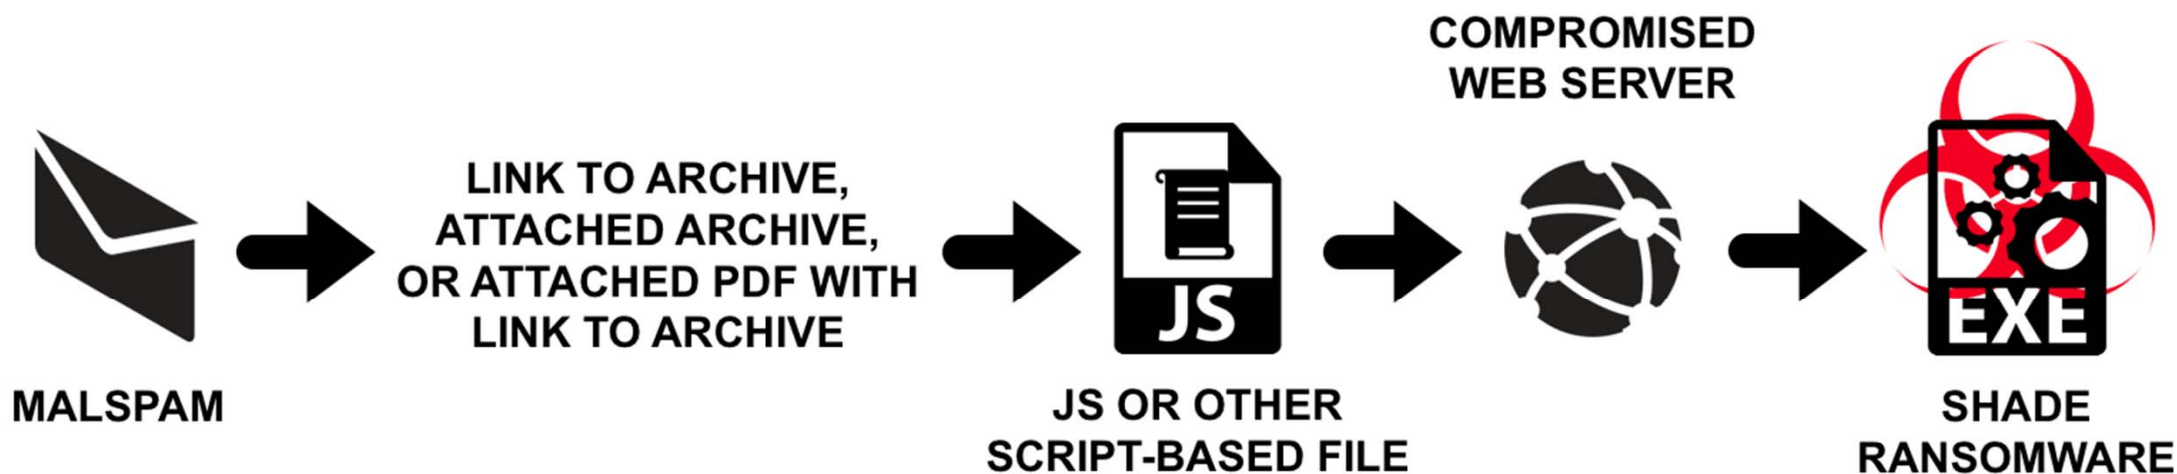 MALSPAM
LINK TO ARCHIVE,
ATTACHED ARCHIVE,
OR ATTACHED PDF WITH
LINK TO ARCHIVE
JS
JS OR OTHER
SCRIPT-BASED FILE
COMPROMISED
WEB SERVER
EXE
SHADE
RANSOMWARE